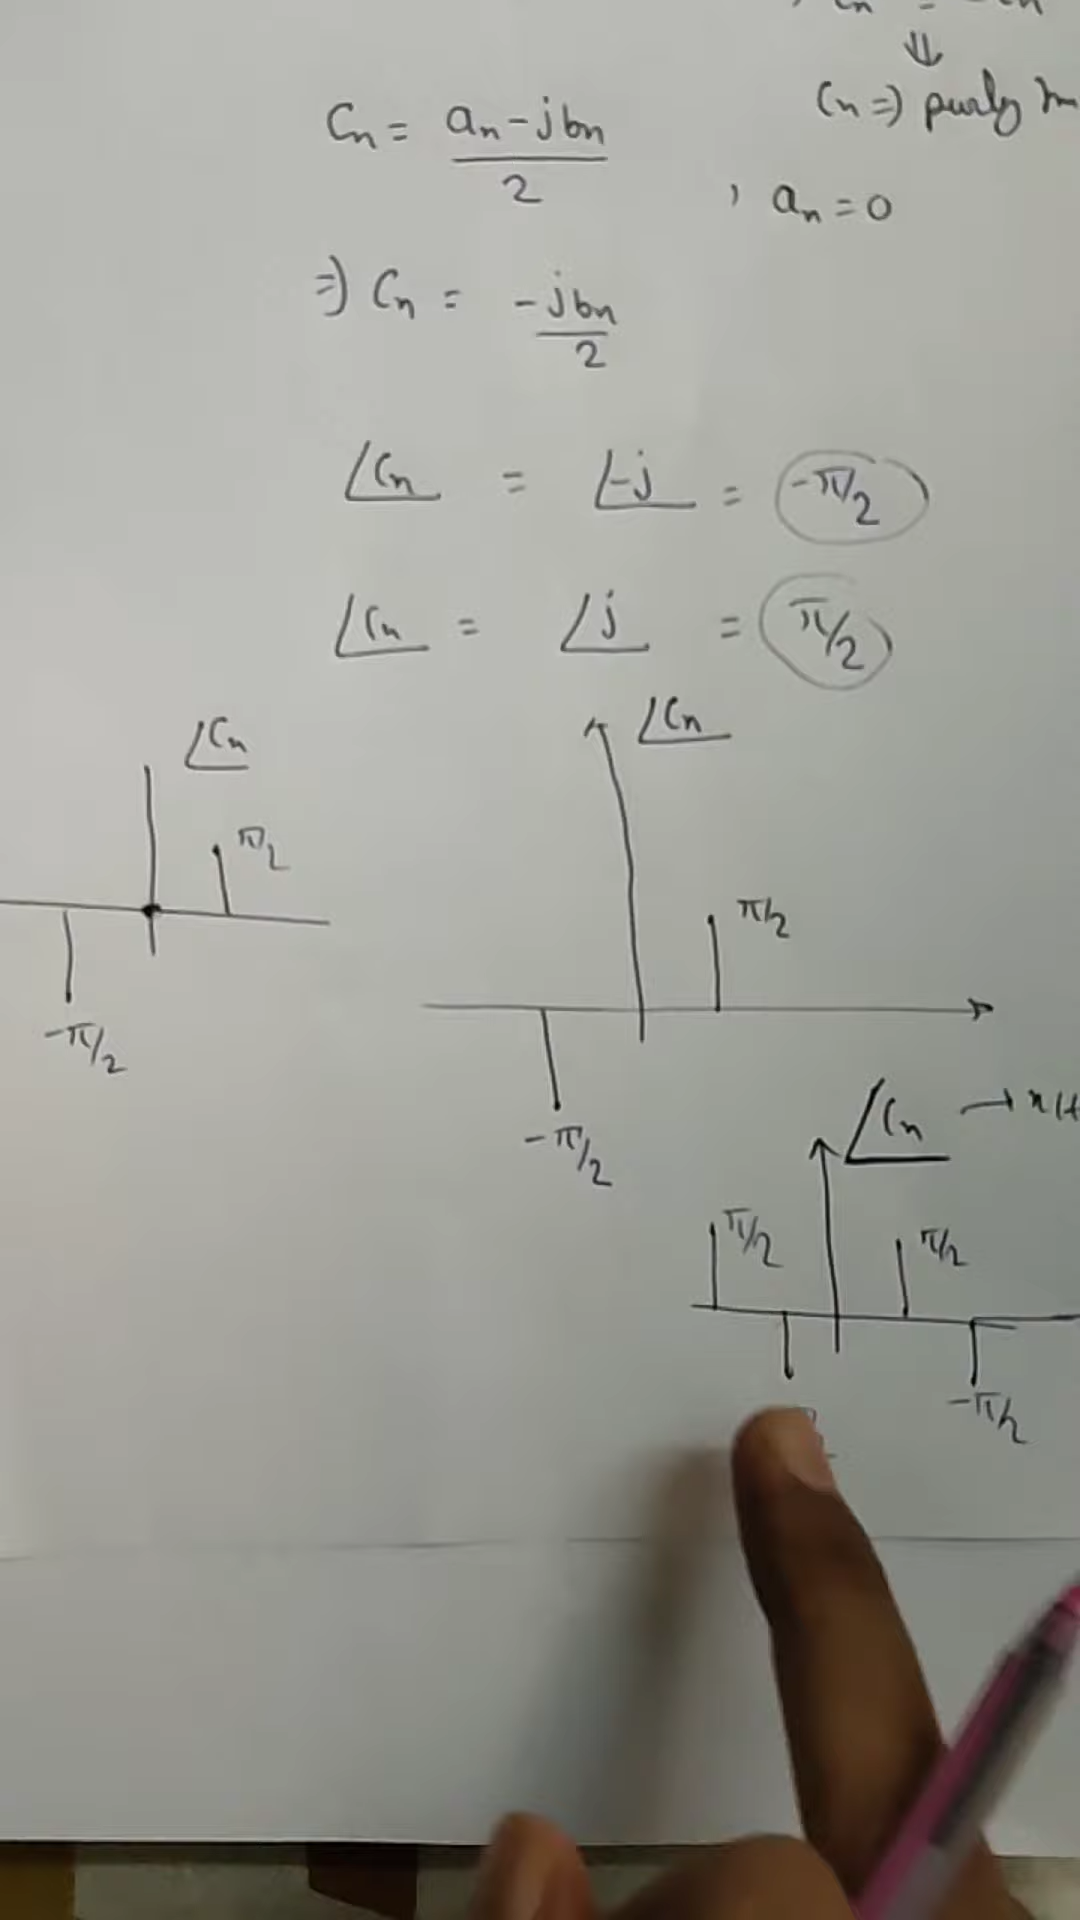 Cn = (an - jbn)/2 , an = 0
Cn ⇒ purely
⇒ Cn = -jbn/2
∠Cn = ∠-j = -π/2
∠Cn = ∠j = π/2
∠Cn
∠Cn
π/2
π/2
-π/2
-π/2
∠Cn → x(t
π/2
π/2
-π/2